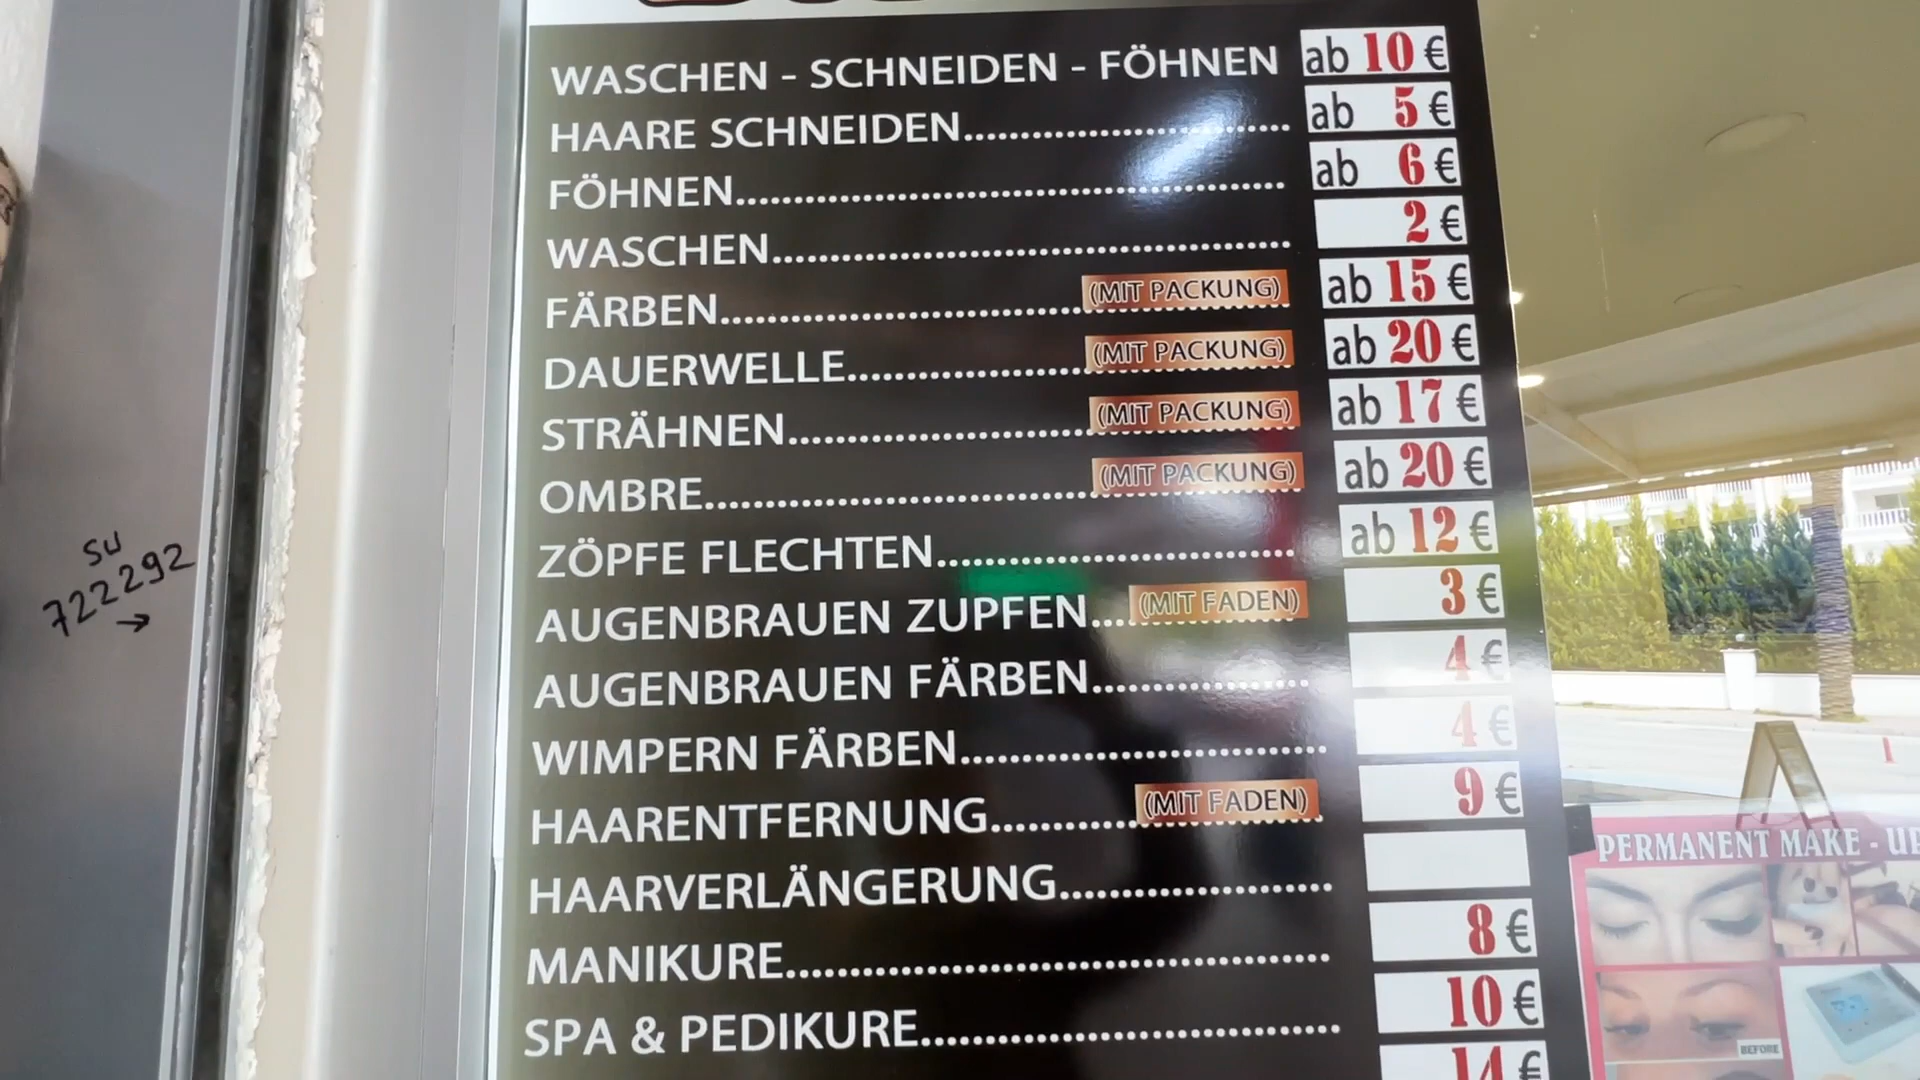 WASCHEN - SCHNEIDEN - FÖHNEN ab 10 €
HAARE SCHNEIDEN.............................. ab 5 €
FÖHNEN.................................................. ab 6 €
WASCHEN............................................... 2 €
FÄRBEN.................................(MIT PACKUNG) ab 15 €
DAUERWELLE......................(MIT PACKUNG) ab 20 €
STRÄHNEN...........................(MIT PACKUNG) ab 17 €
OMBRE...................................(MIT PACKUNG) ab 20 €
ZÖPFE FLECHTEN................................. ab 12 €
AUGENBRAUEN ZUPFEN....(MIT FADEN) 3 €
AUGENBRAUEN FÄRBEN.................... 4 €
WIMPERN FÄRBEN................................ 4 €
HAARENTFERNUNG.............(MIT FADEN) 9 €
HAARVERLÄNGERUNG........................
MANIKURE............................................... 8 €
SPA & PEDIKURE..................................... 10 €
14 €
SU
722292
→
PERMANENT MAKE - UP
BEFORE